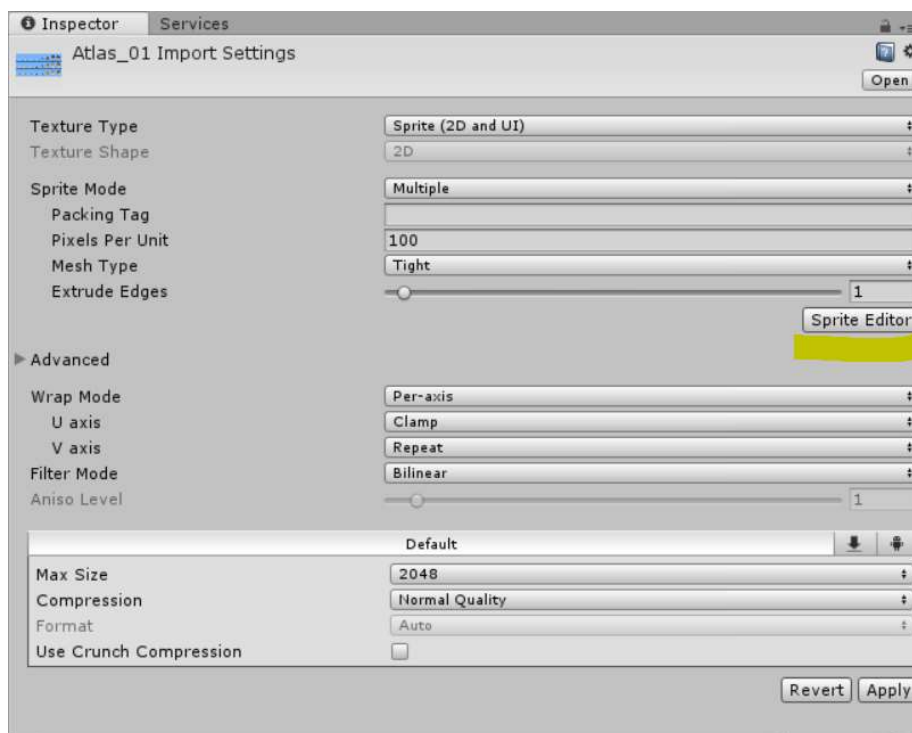 Inspector Services
Atlas_01 Import Settings
Open
Texture Type Sprite (2D and UI)
Texture Shape 2D
Sprite Mode Multiple
Packing Tag
Pixels Per Unit 100
Mesh Type Tight
Extrude Edges 1
Sprite Editor
Advanced
Wrap Mode Per-axis
U axis Clamp
V axis Repeat
Filter Mode Bilinear
Aniso Level 1
Default
Max Size 2048
Compression Normal Quality
Format Auto
Use Crunch Compression
Revert Apply